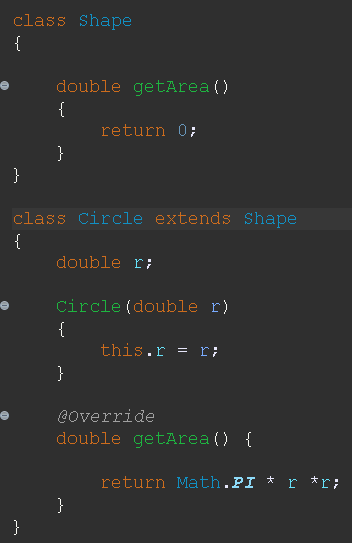 class Shape
{
double getArea()
{
return 0;
}
}
class Circle extends Shape
{
double r;
Circle(double r)
{
this.r = r;
}
@Override
double getArea() {
return Math.PI * r *r;
}
}